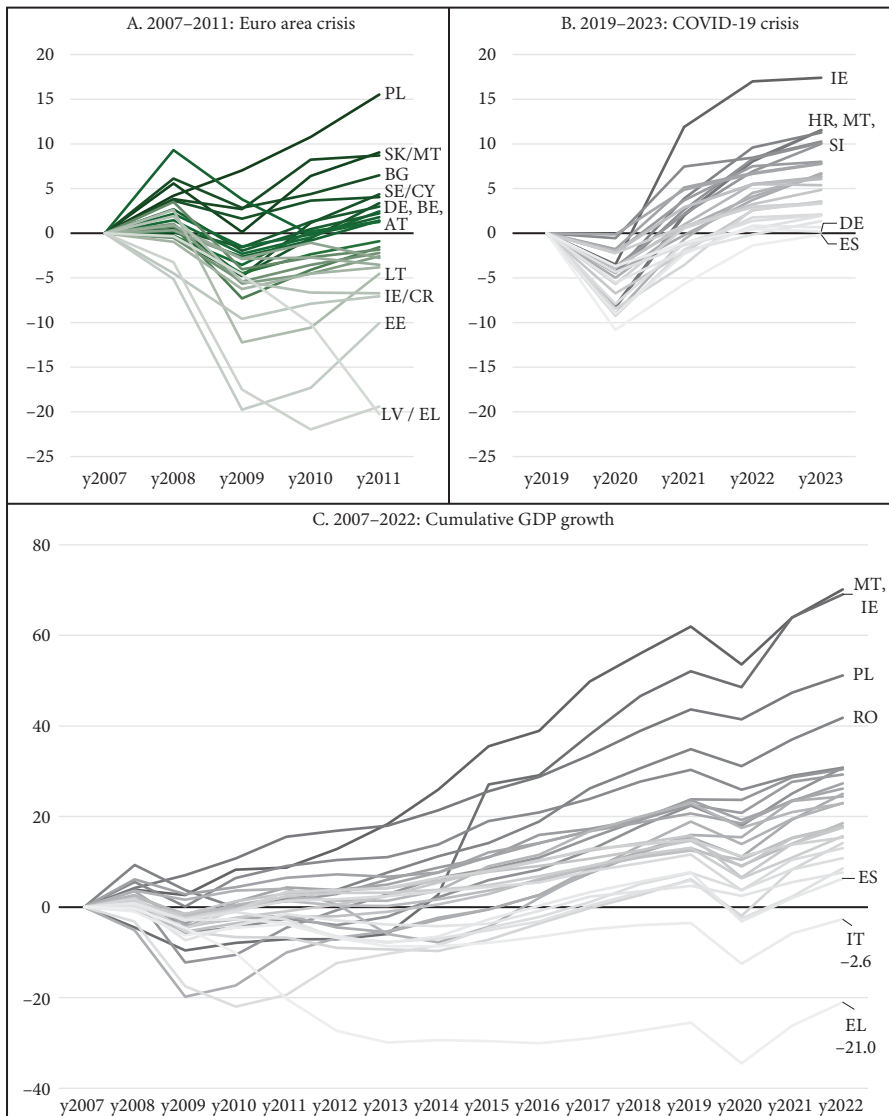 A. 2007–2011: Euro area crisis
20
15
10
5
0
–5
–10
–15
–20
–25
PL
SK/MT
BG
SE/CY
DE, BE,
AT
LT
IE/CR
EE
LV / EL
y2007 y2008 y2009 y2010 y2011
B. 2019–2023: COVID-19 crisis
20
15
10
5
0
–5
–10
–15
–20
–25
IE
HR, MT,
SI
DE
ES
y2019 y2020 y2021 y2022 y2023
C. 2007–2022: Cumulative GDP growth
80
60
40
20
0
–20
–40
MT,
IE
PL
RO
ES
IT
–2.6
EL
–21.0
y2007 y2008 y2009 y2010 y2011 y2012 y2013 y2014 y2015 y2016 y2017 y2018 y2019 y2020 y2021 y2022